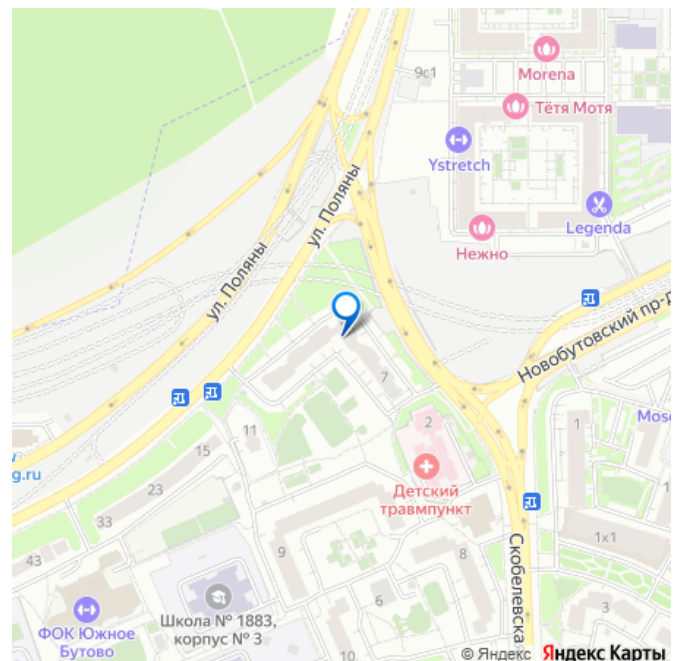 Morena
9с1
Тётя Мотя
Ystretch
Legenda
Нежно
ул. Поляны
ул. Поляны
Новобутовский пр-д
7
2
11
15
1
Mosc
Детский
травмпункт
g.ru
23
33
43
9
8
1к1
6
3
Скобелевская
Школа № 1883,
корпус № 3
ФОК Южное
Бутово
© Яндекс Яндекс Карты